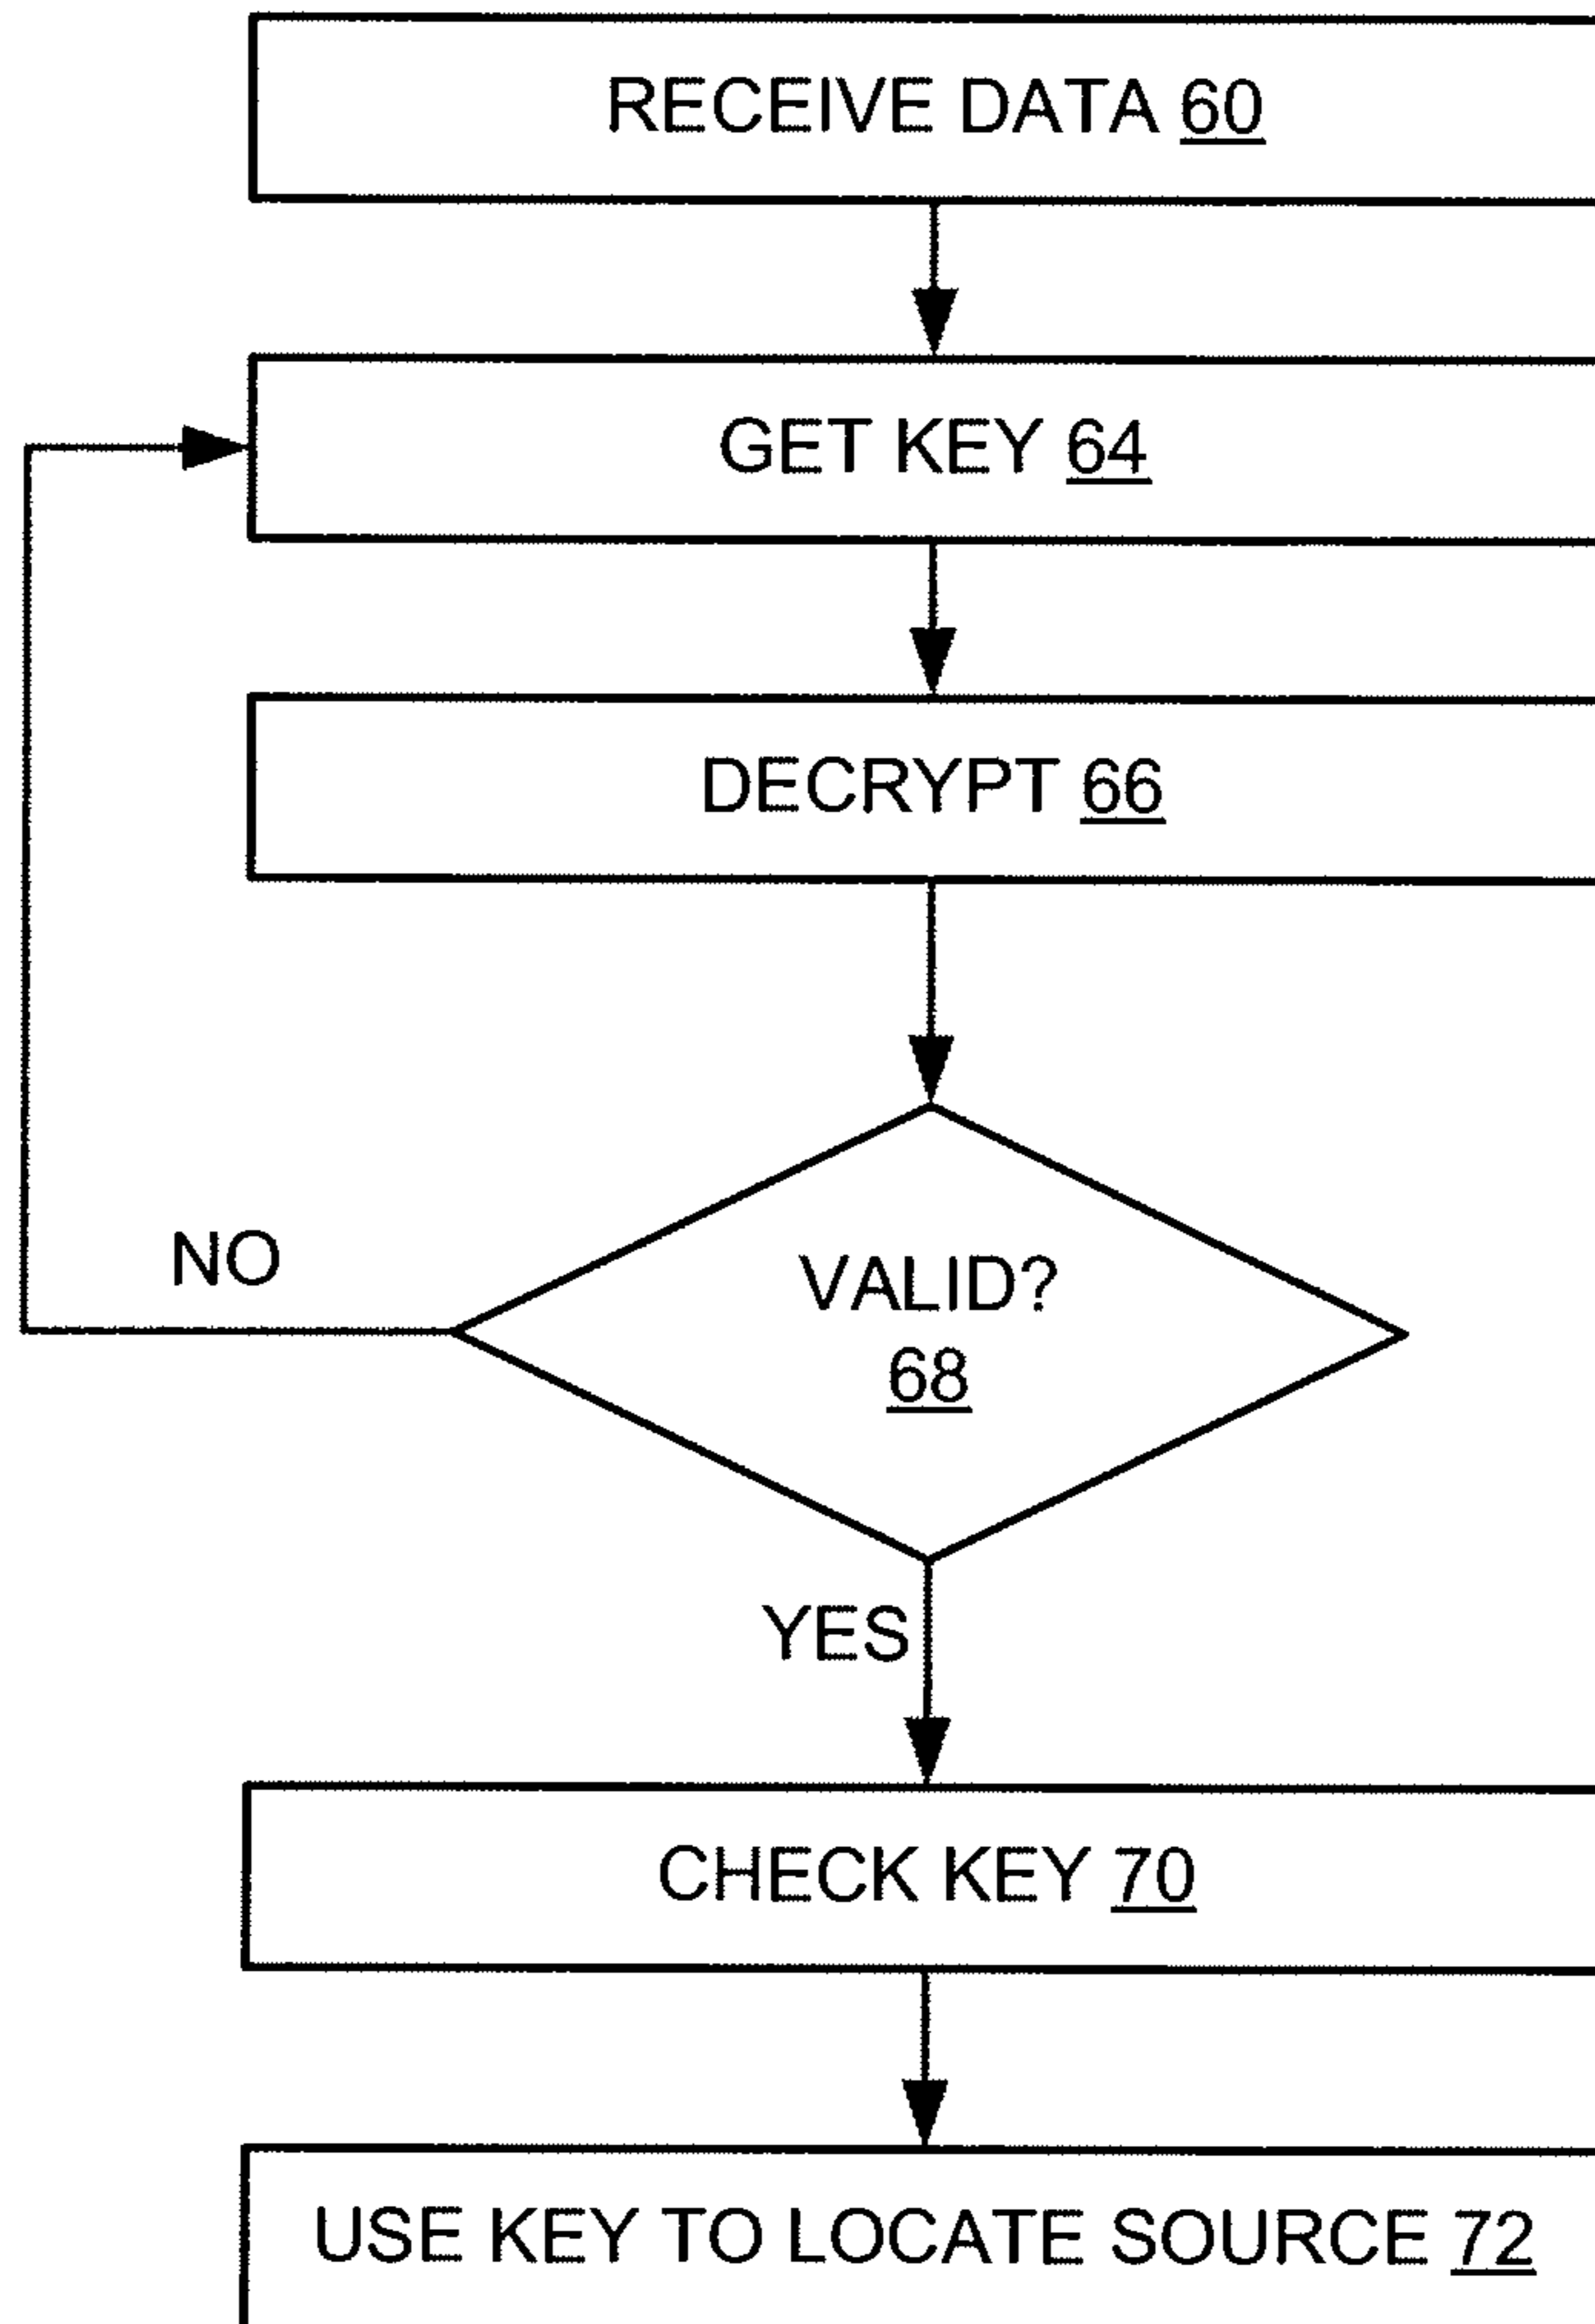 RECEIVE DATA 60
GET KEY 64
DECRYPT 66
VALID?
68
NO
YES
CHECK KEY 70
USE KEY TO LOCATE SOURCE 72